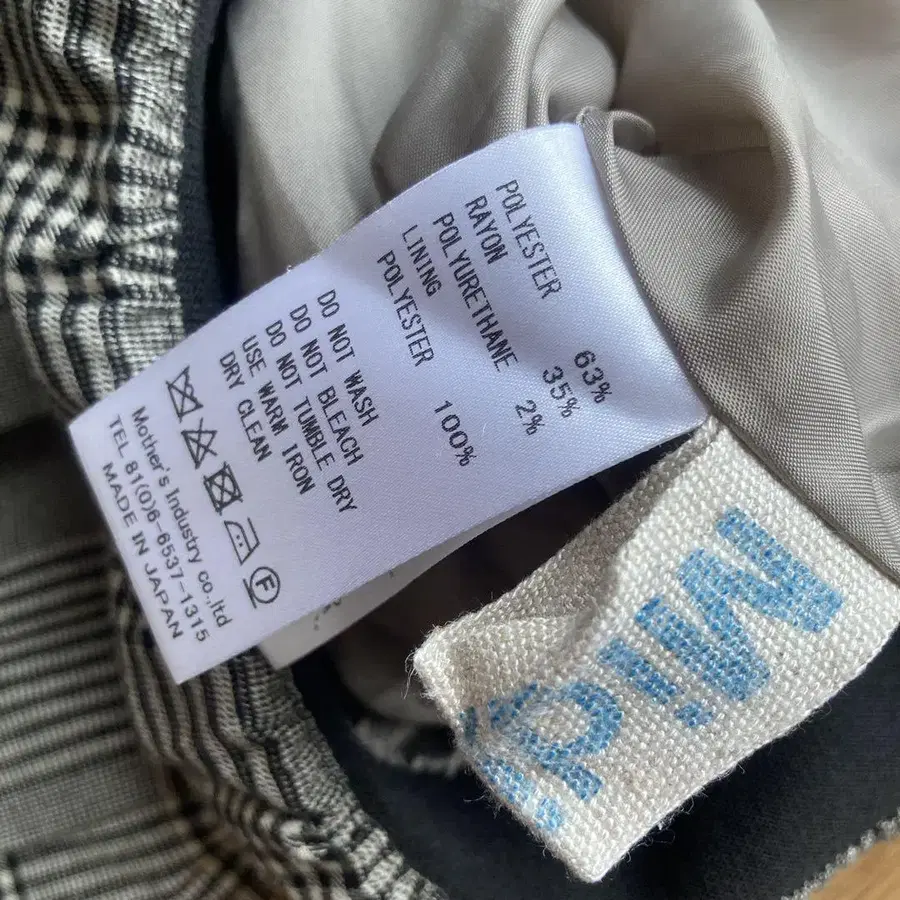 POLYESTER 63%
RAYON 35%
POLYURETHANE 2%
LINING
POLYESTER 100%
DO NOT WASH
DO NOT BLEACH
DO NOT TUMBLE DRY
USE WARM IRON
DRY CLEAN
F
Mother's Industry co.,ltd
TEL 81(0)6-6537-1315
MADE IN JAPAN